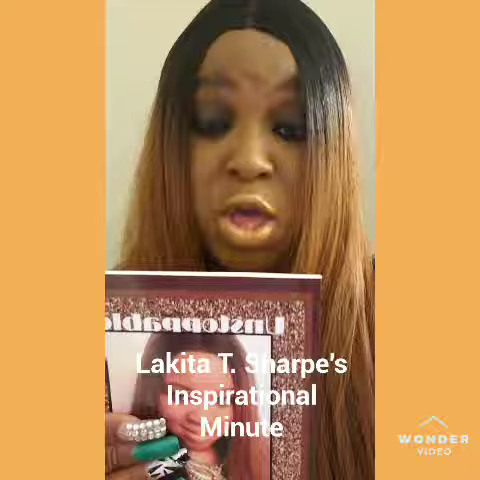 Unstoppable
Lakita T. Sharpe's
Inspirational
Minute
WONDER
VIDEO